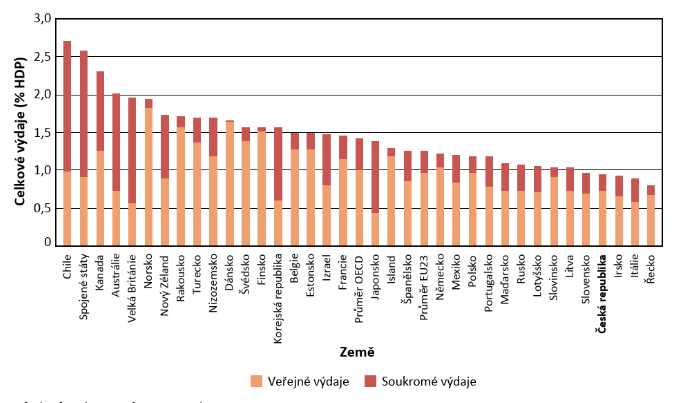 Celkové výdaje (% HDP)
3,0
2,5
2,0
1,5
1,0
0,5
0
Chile
Spojené státy
Kanada
Austrálie
Velká Británie
Norsko
Nový Zéland
Rakousko
Turecko
Nizozemsko
Dánsko
Švédsko
Finsko
Korejská republika
Belgie
Estonsko
Izrael
Francie
Průměr OECD
Japonsko
Island
Španělsko
Průměr EU23
Německo
Mexiko
Polsko
Portugalsko
Maďarsko
Rusko
Lotyšsko
Slovinsko
Litva
Slovensko
Česká republika
Irsko
Itálie
Řecko
Země
Veřejné výdaje
Soukromé výdaje